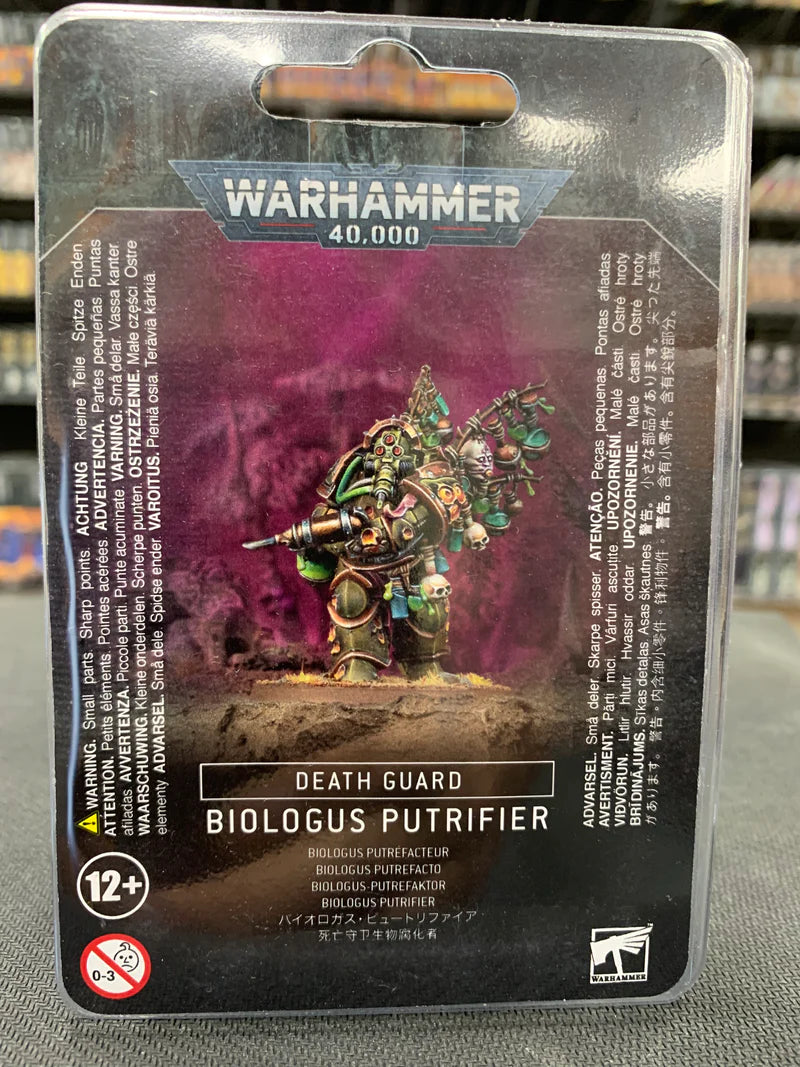 WARHAMMER
40,000
WARNING. Small parts. Sharp points. ACHTUNG Kleine Teile. Spitze Enden
ATTENTION. Petits éléments. Pointes acérées. ADVERTENCIA. Partes pequeñas. Puntas
afiladas AVVERTENZA. Piccole parti. Punte acuminate VARNING. Små delar. Vassa kanter
WAARSCHUWING. Kleine onderdelen. Scherpe punten. OSTRZEŻENIE. Małe części. Ostre
elementy ADVARSEL. Små dele. Spidse ender. VAROITUS. Pieniä osia. Teräviä kärkiä.
ADVARSEL. Små deler. Skarpe spisser. ATENÇÃO. Peças pequenas. Pontas afiadas.
AVERTISMENT. Părți mici. Vârfuri ascuțite. UPOZORNĚNÍ. Malé části. Ostré hroty
VIÐVÖRUN. Litlir hlutir. Hvassir oddar. UPOZORNENIE. Malé časti. Ostré hroty
BRĪDINĀJUMS. Sīkas detaļas. Asas šķautnes. 警告。小さな部品があります。尖った先端
があります。警告。内含细小零件。锋利物件。警告。含有小零件。含有尖銳部分。
DEATH GUARD
BIOLOGUS PUTRIFIER
BIOLOGUS PUTRÉFACTEUR
BIOLOGUS PUTREFACTO
BIOLOGUS-PUTREFAKTOR
BIOLOGUS PUTRIFIER
バイオロガス・ピュートリファイア
死亡守卫生物腐化者
12+
0-3
WARHAMMER